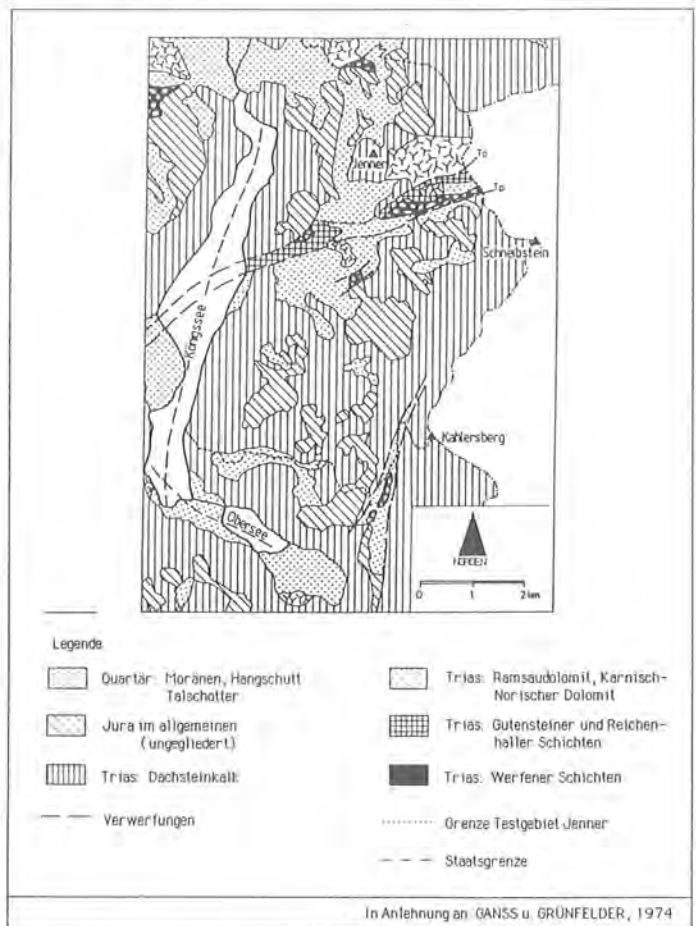 Jenner
Td
Tp
Schneibstein
Königssee
Kahlersberg
Obersee
NORDEN
0 1 2 km
Legende
Quartär: Moränen, Hangschutt
Talschotter
Jura im allgemeinen
(ungegliedert)
Trias: Dachsteinkalk
Verwerfungen
Trias: Ramsaudolomit, Karnisch-
Norischer Dolomit
Trias: Gutensteiner und Reichen-
haller Schichten
Trias: Werfener Schichten
Grenze Testgebiet Jenner
Staatsgrenze
In Anlehnung an GANSS u. GRÜNFELDER, 1974